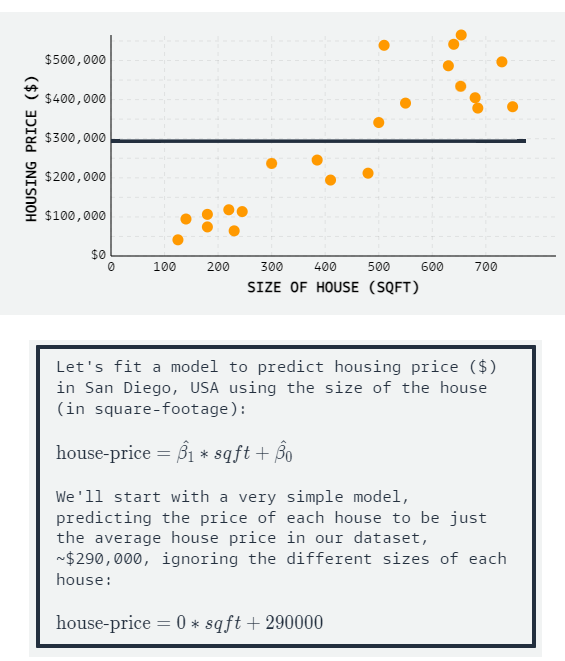 HOUSING PRICE ($)
$500,000
$400,000
$300,000
$200,000
$100,000
$0
0 100 200 300 400 500 600 700
SIZE OF HOUSE (SQFT)
Let's fit a model to predict housing price ($)
in San Diego, USA using the size of the house
(in square-footage):
house-price = β̂₁ ∗ sqft + β̂₀
We'll start with a very simple model,
predicting the price of each house to be just
the average house price in our dataset,
~$290,000, ignoring the different sizes of each
house:
house-price = 0 ∗ sqft + 290000